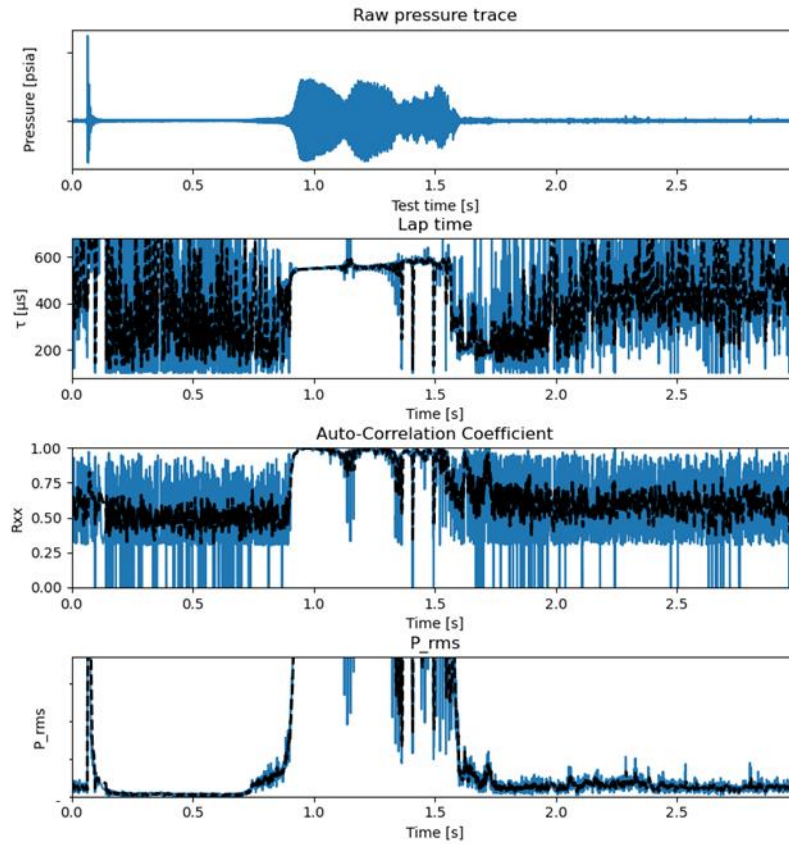 Raw pressure trace
Pressure [psia]
0.0 0.5 1.0 1.5 2.0 2.5
Test time [s]
Lap time
600
400
200
τ [µs]
0.0 0.5 1.0 1.5 2.0 2.5
Time [s]
Auto-Correlation Coefficient
1.00
0.75
0.50
0.25
0.00
Rxx
0.0 0.5 1.0 1.5 2.0 2.5
Time [s]
P_rms
P_rms
-
0.0 0.5 1.0 1.5 2.0 2.5
Time [s]